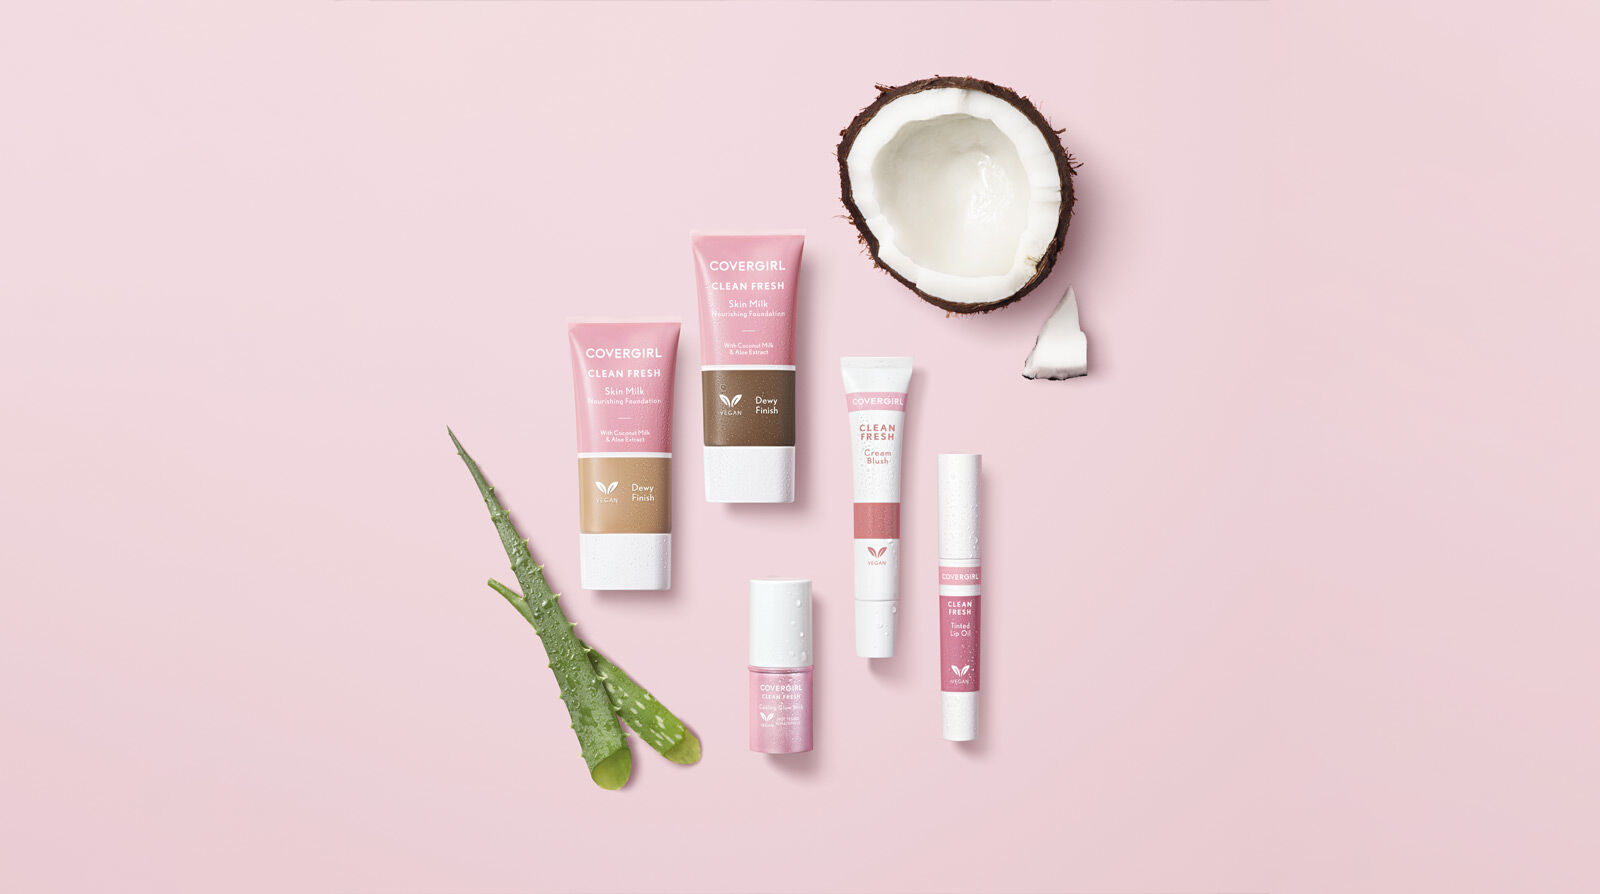 COVERGIRL
CLEAN FRESH
Skin Milk
Nourishing Foundation
With Coconut Milk
& Aloe Extract
VEGAN
Dewy
Finish
COVERGIRL
CLEAN FRESH
Skin Milk
Nourishing Foundation
With Coconut Milk
& Aloe Extract
VEGAN
Dewy
Finish
COVERGIRL
CLEAN FRESH
Cooling Glow Stick
VEGAN
COVERGIRL
CLEAN
FRESH
Cream
Blush
VEGAN
COVERGIRL
CLEAN
FRESH
Tinted
Lip Oil
VEGAN